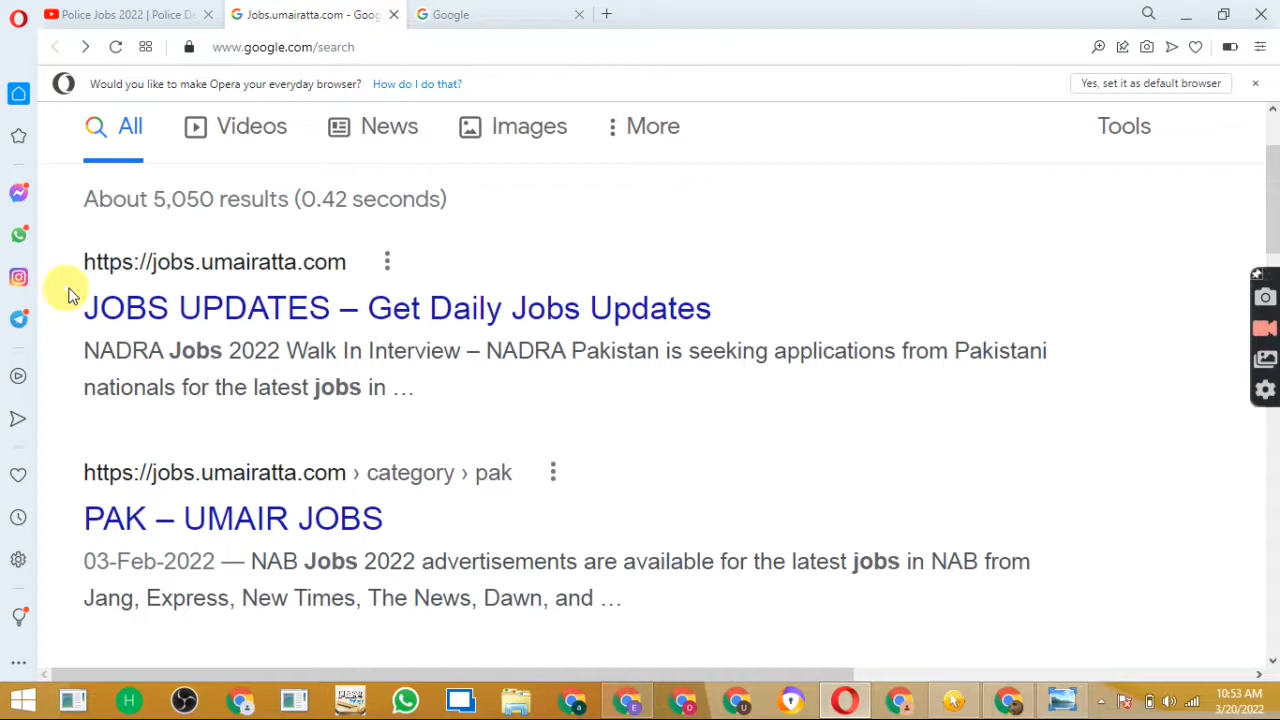 Police Jobs 2022 | Police De
Jobs.umairatta.com - Goog
Google
www.google.com/search
Would you like to make Opera your everyday browser? How do I do that?
Yes, set it as default browser
All
Videos
News
Images
More
Tools
About 5,050 results (0.42 seconds)
https://jobs.umairatta.com
JOBS UPDATES – Get Daily Jobs Updates
NADRA Jobs 2022 Walk In Interview – NADRA Pakistan is seeking applications from Pakistani
nationals for the latest jobs in …
https://jobs.umairatta.com › category › pak
PAK – UMAIR JOBS
03-Feb-2022 — NAB Jobs 2022 advertisements are available for the latest jobs in NAB from
Jang, Express, New Times, The News, Dawn, and …
10:53 AM
3/20/2022